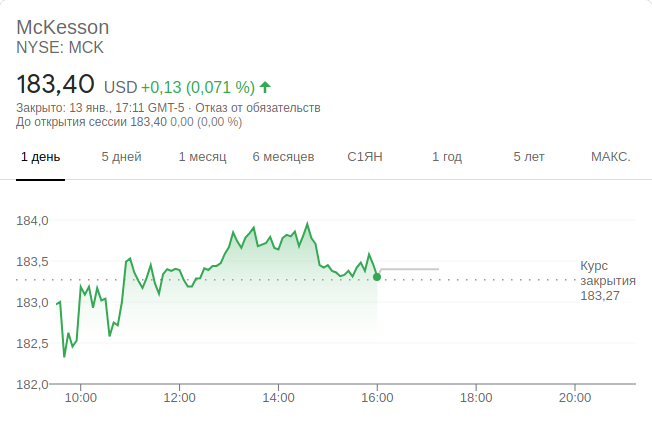 McKesson
NYSE: MCK
183,40 USD +0,13 (0,071 %)
Закрыто: 13 янв., 17:11 GMT-5 · Отказ от обязательств
До открытия сессии 183,40 0,00 (0,00 %)
1 день 5 дней 1 месяц 6 месяцев С1ЯН 1 год 5 лет МАКС.
184,0
183,5
Курс
закрытия
183,27
183,0
182,5
182,0
10:00 12:00 14:00 16:00 18:00 20:00